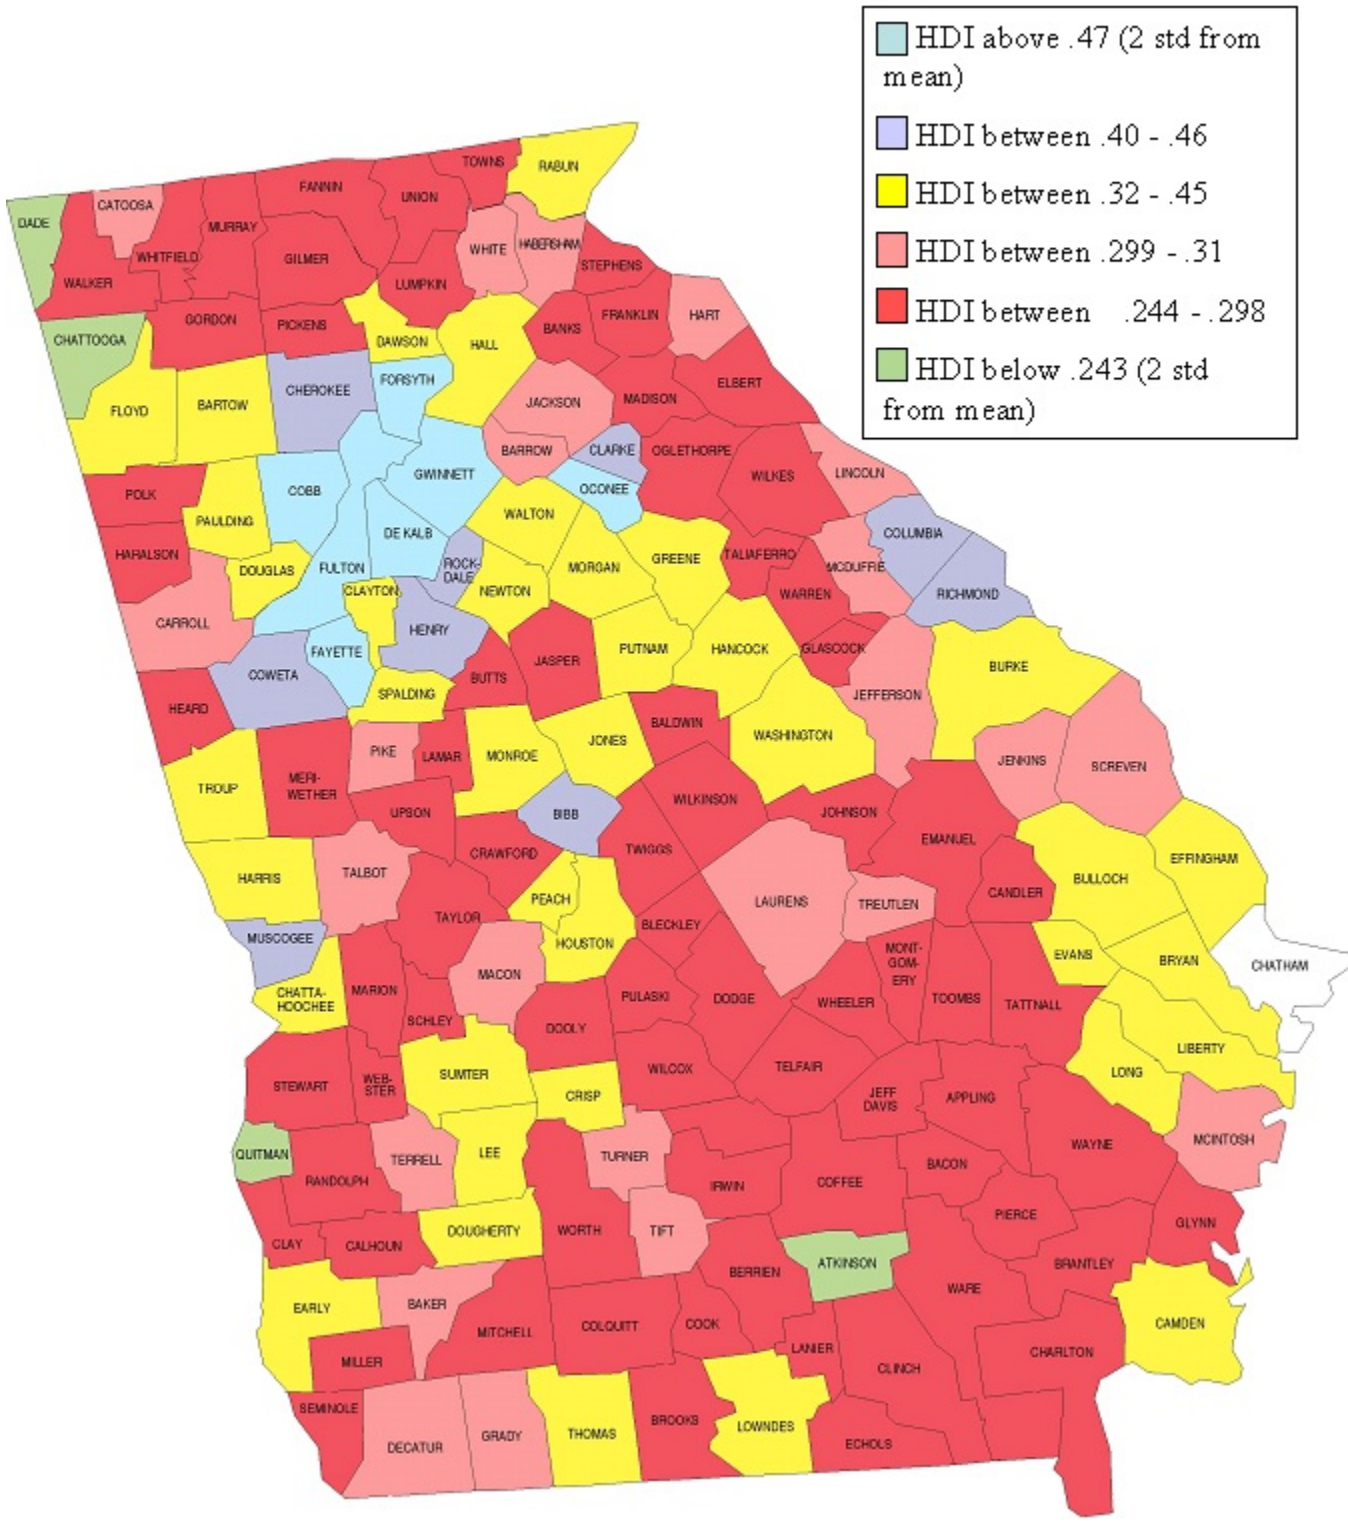 HDI above .47 (2 std from
mean)
HDI between .40 - .46
HDI between .32 - .45
HDI between .299 - .31
HDI between .244 - .298
HDI below .243 (2 std
from mean)
TOWNS
RABUN
FANNIN
UNION
DADE
CATOOSA
MURRAY
WHITFIELD
WALKER
GILMER
WHITE
HABERSHAM
STEPHENS
LUMPKIN
CHATTOOGA
GORDON
PICKENS
DAWSON
HALL
BANKS
FRANKLIN
HART
FLOYD
BARTOW
CHEROKEE
FORSYTH
JACKSON
MADISON
ELBERT
POLK
PAULDING
COBB
GWINNETT
BARROW
CLARKE
OCONEE
OGLETHORPE
WILKES
LINCOLN
HARALSON
DOUGLAS
FULTON
DE KALB
ROCK-
DALE
WALTON
MORGAN
GREENE
TALIAFERRO
MCDUFFIE
COLUMBIA
RICHMOND
CARROLL
CLAYTON
HENRY
NEWTON
WARREN
COWETA
FAYETTE
SPALDING
BUTTS
JASPER
PUTNAM
HANCOCK
GLASCOCK
JEFFERSON
BURKE
HEARD
TROUP
MERI-
WETHER
PIKE
LAMAR
MONROE
JONES
BALDWIN
WASHINGTON
JENKINS
SCREVEN
UPSON
BIBB
WILKINSON
JOHNSON
EMANUEL
HARRIS
TALBOT
CRAWFORD
TWIGGS
LAURENS
TREUTLEN
CANDLER
BULLOCH
EFFINGHAM
MUSCOGEE
CHATTA-
HOOCHEE
MARION
TAYLOR
PEACH
HOUSTON
BLECKLEY
MACON
SCHLEY
DOOLY
PULASKI
DODGE
WHEELER
MONT-
GOM-
ERY
TOOMBS
TATTNALL
EVANS
BRYAN
CHATHAM
STEWART
WEB-
STER
SUMTER
CRISP
WILCOX
TELFAIR
JEFF
DAVIS
APPLING
LONG
LIBERTY
QUITMAN
RANDOLPH
TERRELL
LEE
TURNER
IRWIN
COFFEE
BACON
WAYNE
MCINTOSH
CLAY
CALHOUN
DOUGHERTY
WORTH
TIFT
PIERCE
GLYNN
EARLY
BAKER
MITCHELL
COLQUITT
COOK
BERRIEN
ATKINSON
WARE
BRANTLEY
CAMDEN
MILLER
LANIER
CLINCH
CHARLTON
SEMINOLE
DECATUR
GRADY
THOMAS
BROOKS
LOWNDES
ECHOLS